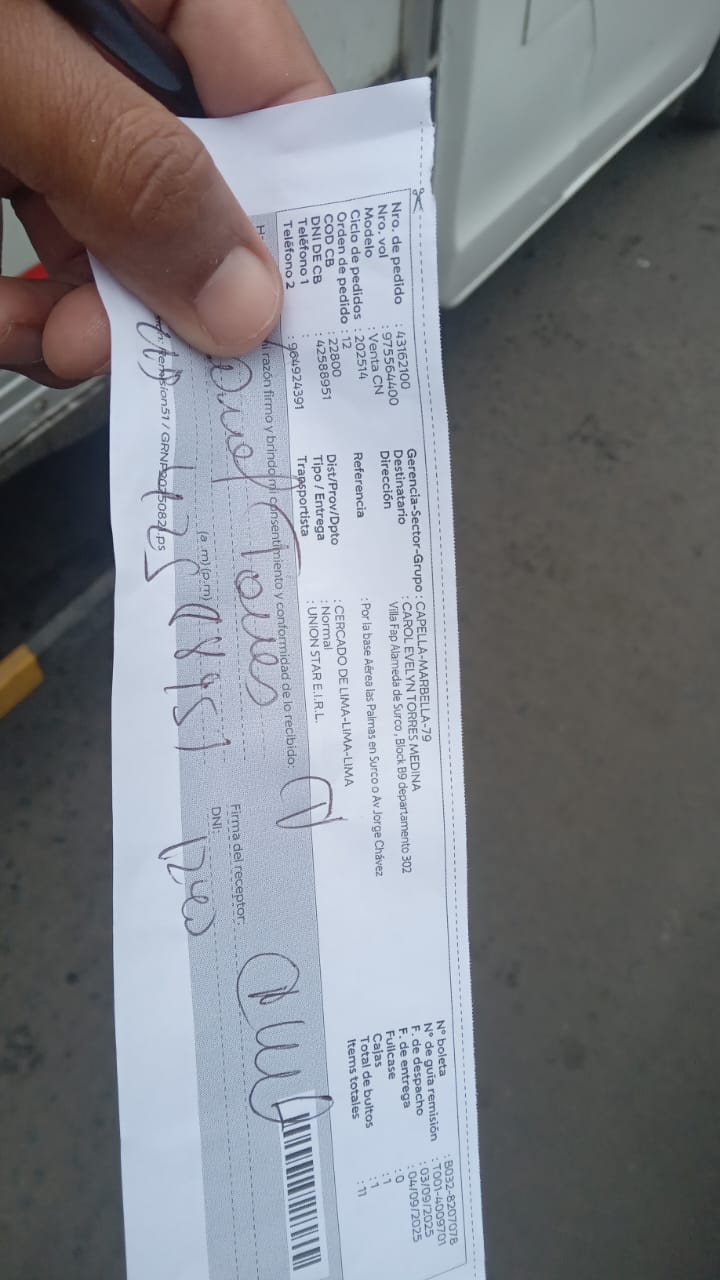 Nro. de pedido : 43162100
Nro. vol : 975564400
Modelo : Venta CN
Ciclo de pedidos : 202514
Orden de pedido : 12
COD CB : 22800
DNI DE CB : 42588951
Teléfono 1 :
Teléfono 2 : 964924391
Gerencia-Sector-Grupo : CAPELLA-MARBELLA-79
Destinatario : CAROL EVELYN TORRES MEDINA
Dirección Villa Fap Alameda de Surco , Block B9 departamento 302
Referencia : Por la base Aérea las Palmas en Surco o Av Jorge Chávez
Dist/Prov/Dpto : CERCADO DE LIMA-LIMA-LIMA
Tipo / Entrega : Normal
Transportista : UNION STAR E.I.R.L.
N° boleta : B032-8207078
N° de guía remisión : T001-4009701
F. de despacho : 03/09/2025
F. de entrega : 04/09/2025
Fullcase : 0
Cajas : 1
Total de bultos : 1
Items totales : 11
razón firmo y brindo mi consentimiento y conformidad de lo recibido.
Torres
(a .m)(p.m)
Firma del receptor:
DNI: